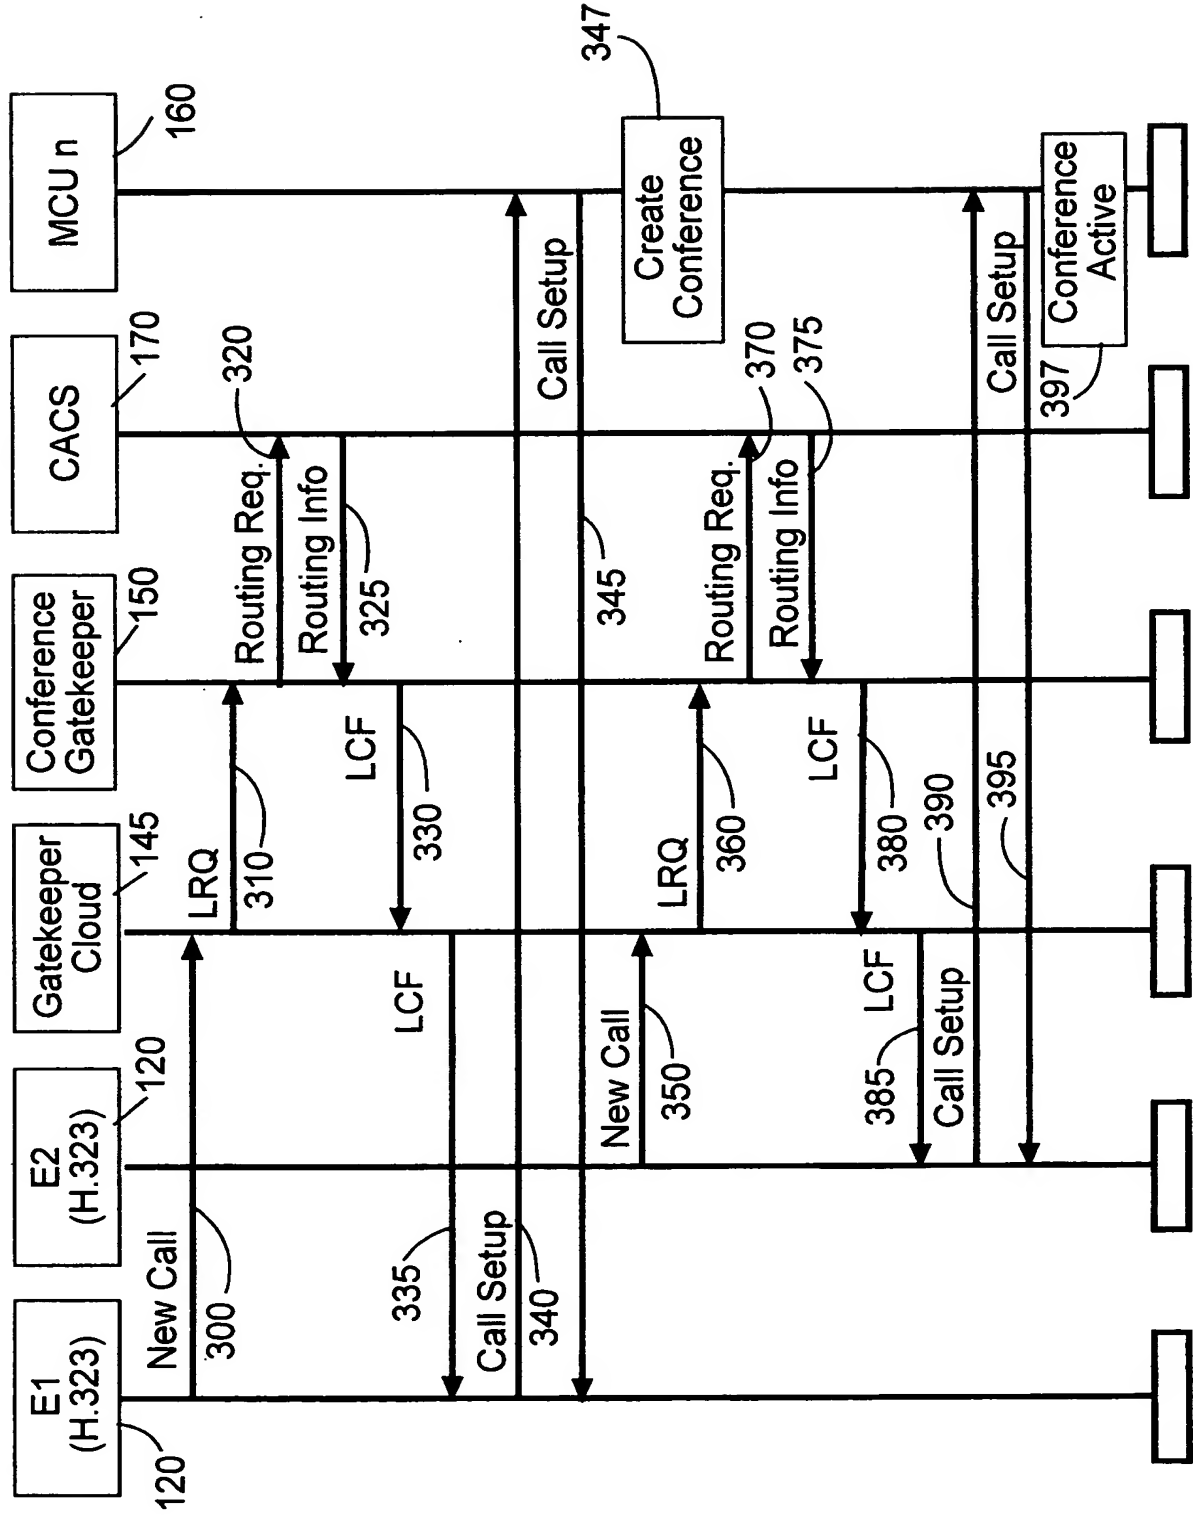 E1
(H.323)
120
E2
(H.323)
120
Gatekeeper
Cloud
145
Conference
Gatekeeper
150
CACS
170
MCU n
160
New Call
300
LRQ
310
Routing Req.
320
Routing Info
325
LCF
330
LCF
335
Call Setup
340
Call Setup
345
Create
Conference
347
New Call
350
LRQ
360
Routing Req.
370
Routing Info
375
LCF
380
LCF
385
Call Setup
390
Call Setup
395
Conference
Active
397